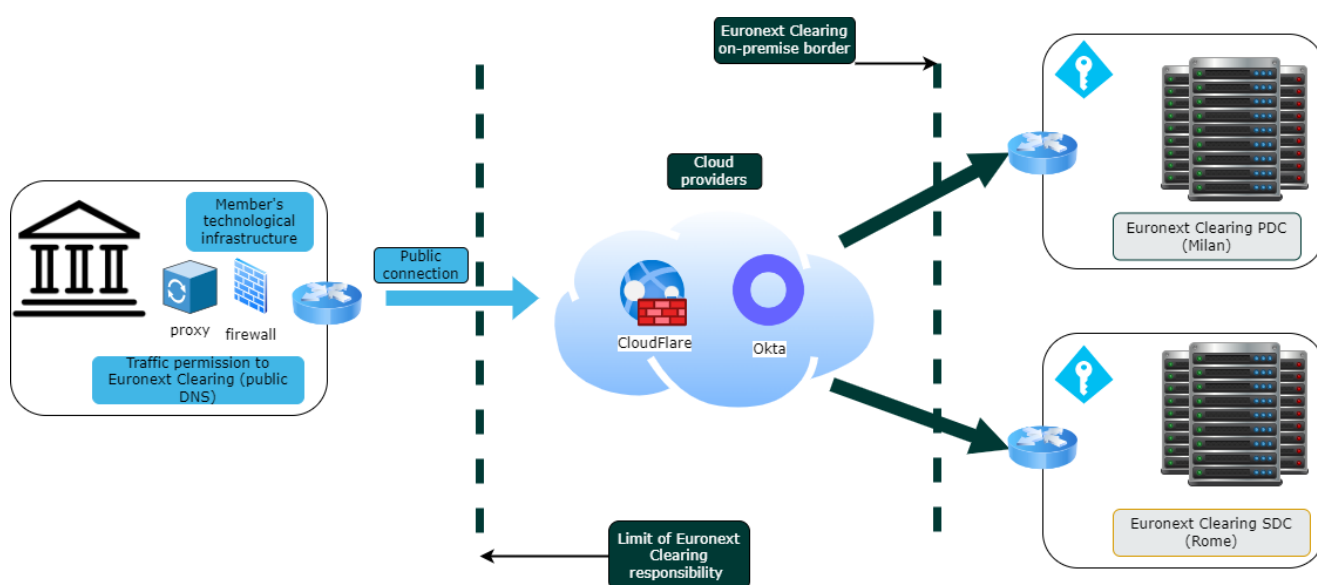 Euronext Clearing
on-premise border
Cloud
providers
Member's
technological
infrastructure
Public
connection
proxy
firewall
CloudFlare
Okta
Traffic permission to
Euronext Clearing (public
DNS)
Euronext Clearing PDC
(Milan)
Limit of Euronext
Clearing
responsibility
Euronext Clearing SDC
(Rome)